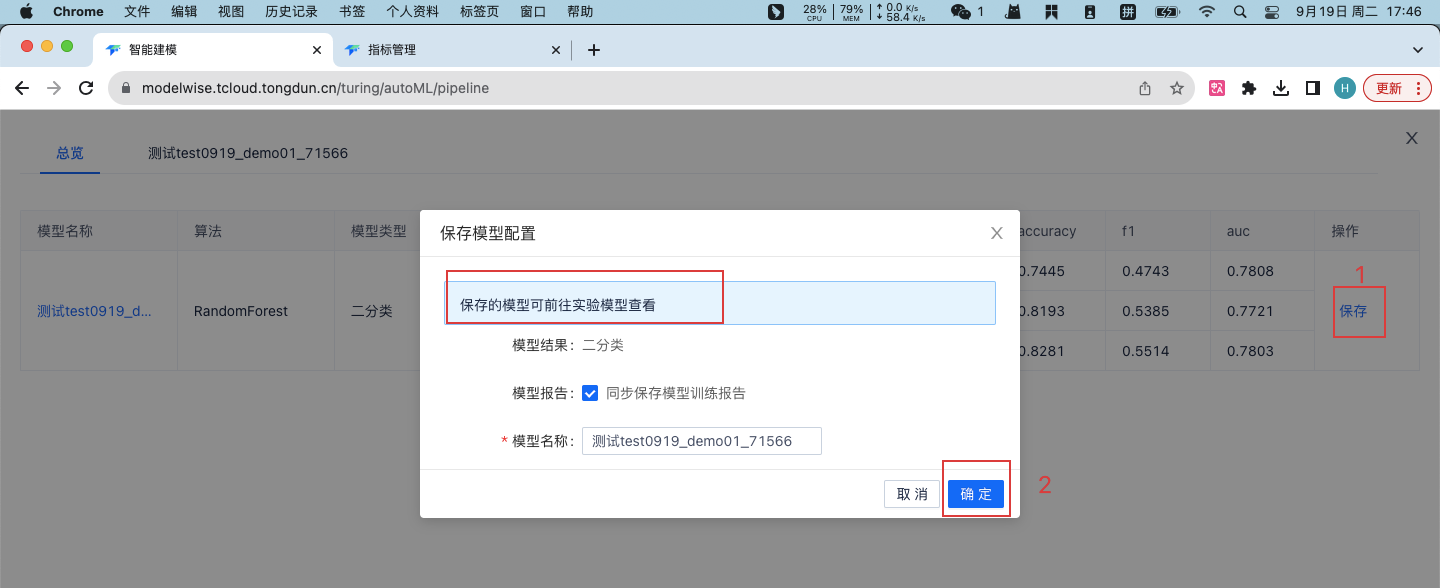 Chrome 文件 编辑 视图 历史记录 书签 个人资料 标签页 窗口 帮助 28% CPU 79% MEM 0.0 K/s 58.4 K/s 1 拼 9月19日 周二 17:46
智能建模 指标管理
modelwise.tcloud.tongdun.cn/turing/autoML/pipeline H 更新
总览 测试test0919_demo01_71566
模型名称 算法 模型类型 accuracy f1 auc 操作
0.7445 0.4743 0.7808
测试test0919_d... RandomForest 二分类 0.8193 0.5385 0.7721 保存
0.8281 0.5514 0.7803
1
保存模型配置
保存的模型可前往实验模型查看
模型结果: 二分类
模型报告: 同步保存模型训练报告
* 模型名称: 测试test0919_demo01_71566
取 消 确 定
2